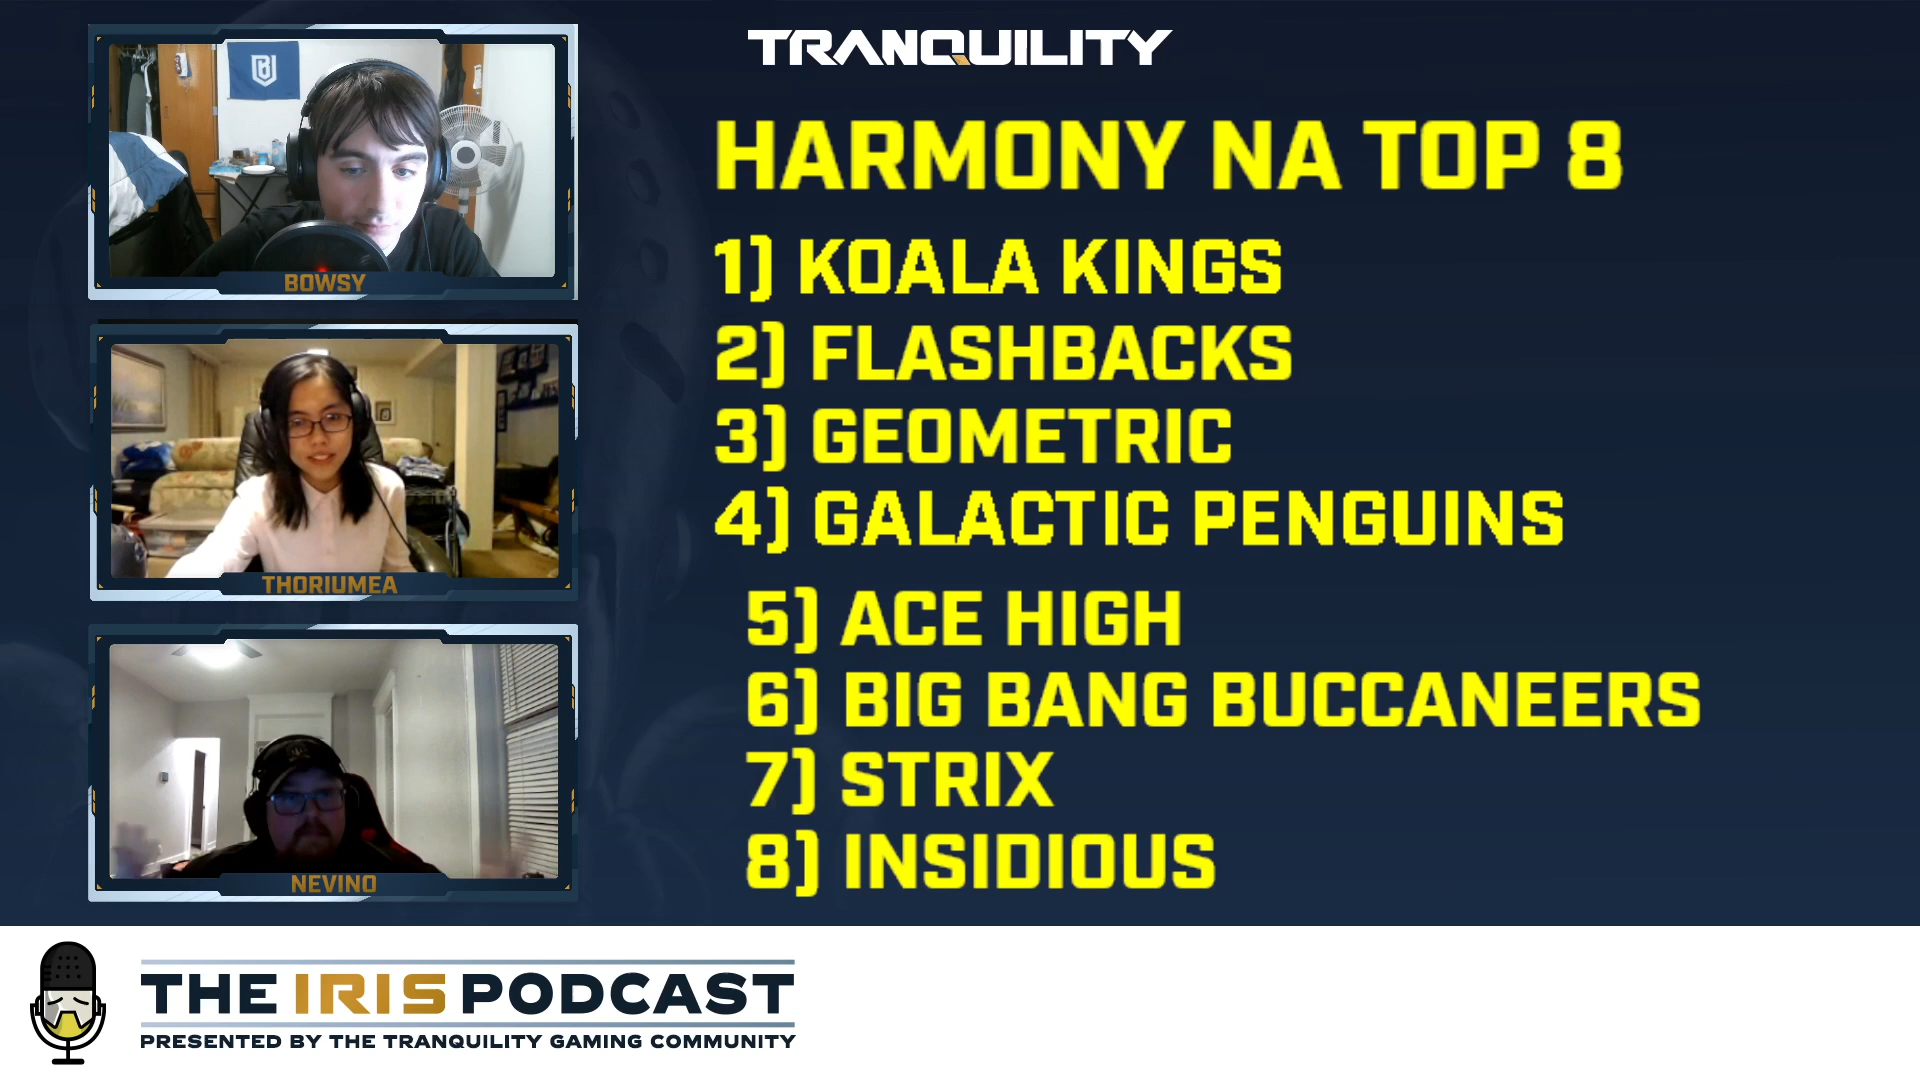 TRANQUILITY
HARMONY NA TOP 8
1) KOALA KINGS
2) FLASHBACKS
3) GEOMETRIC
4) GALACTIC PENGUINS
5) ACE HIGH
6) BIG BANG BUCCANEERS
7) STRIX
8) INSIDIOUS
BOWSY
THORIUMEA
NEVINO
THE IRIS PODCAST
PRESENTED BY THE TRANQUILITY GAMING COMMUNITY